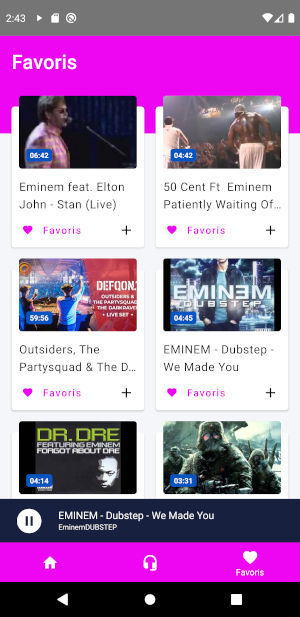 2:43
Favoris
06:42
04:42
Eminem feat. Elton
John - Stan (Live)
50 Cent Ft Eminem
Patiently Waiting Of...
Favoris
Favoris
DEFQON.1
OUTSIDERS &
THE PARTYSQUAD &
THE DARKRAVER
• LIVE SET •
59:56
EMINEM
DUBSTEP
04:45
Outsiders, The
Partysquad & The D...
EMINEM - Dubstep -
We Made You
Favoris
Favoris
DR. DRE
FEATURING EMINEM
FORGOT ABOUT DRE
04:14
03:31
EMINEM - Dubstep - We Made You
EminemDUBSTEP
Favoris